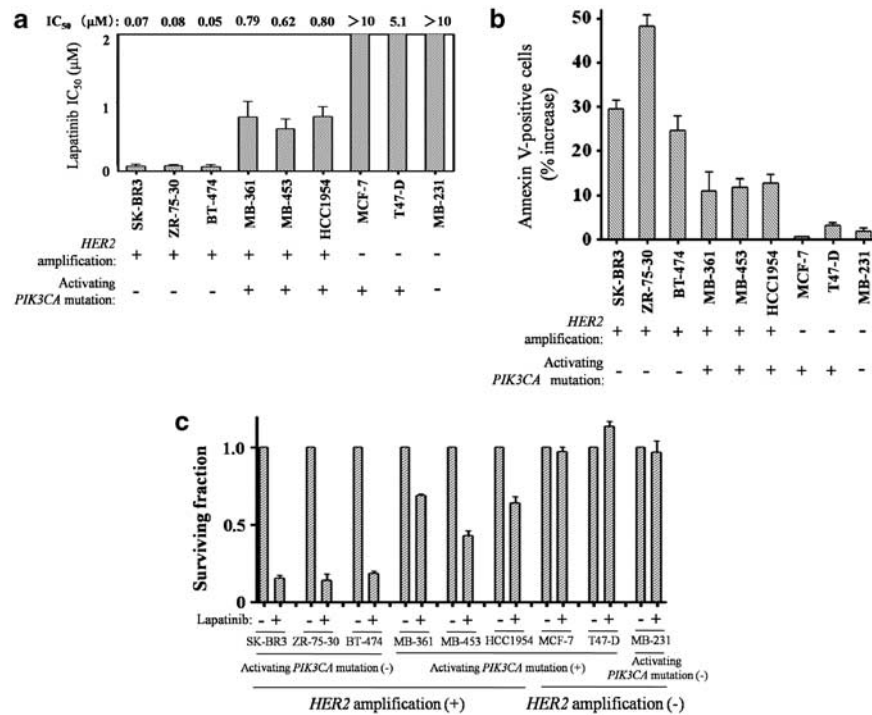 a
IC50 (μM): 0.07 0.08 0.05 0.79 0.62 0.80 >10 5.1 >10
Lapatinib IC50 (μM)
2
1
0
SK-BR3 ZR-75-30 BT-474 MB-361 MB-453 HCC1954 MCF-7 T47-D MB-231
HER2
amplification: + + + + + + - - -
Activating
PIK3CA mutation: - - - + + + + + -
b
Annexin V-positive cells
(% increase)
50
40
30
20
10
0
SK-BR3 ZR-75-30 BT-474 MB-361 MB-453 HCC1954 MCF-7 T47-D MB-231
HER2
amplification: + + + + + + - - -
Activating
PIK3CA mutation: - - - + + + + + -
c
Surviving fraction
1.0
0.5
0
Lapatinib: - + - + - + - + - + - + - + - + - +
SK-BR3 ZR-75-30 BT-474 MB-361 MB-453 HCC1954 MCF-7 T47-D MB-231
Activating PIK3CA mutation (-) Activating PIK3CA mutation (+) Activating
PIK3CA mutation (-)
HER2 amplification (+) HER2 amplification (-)